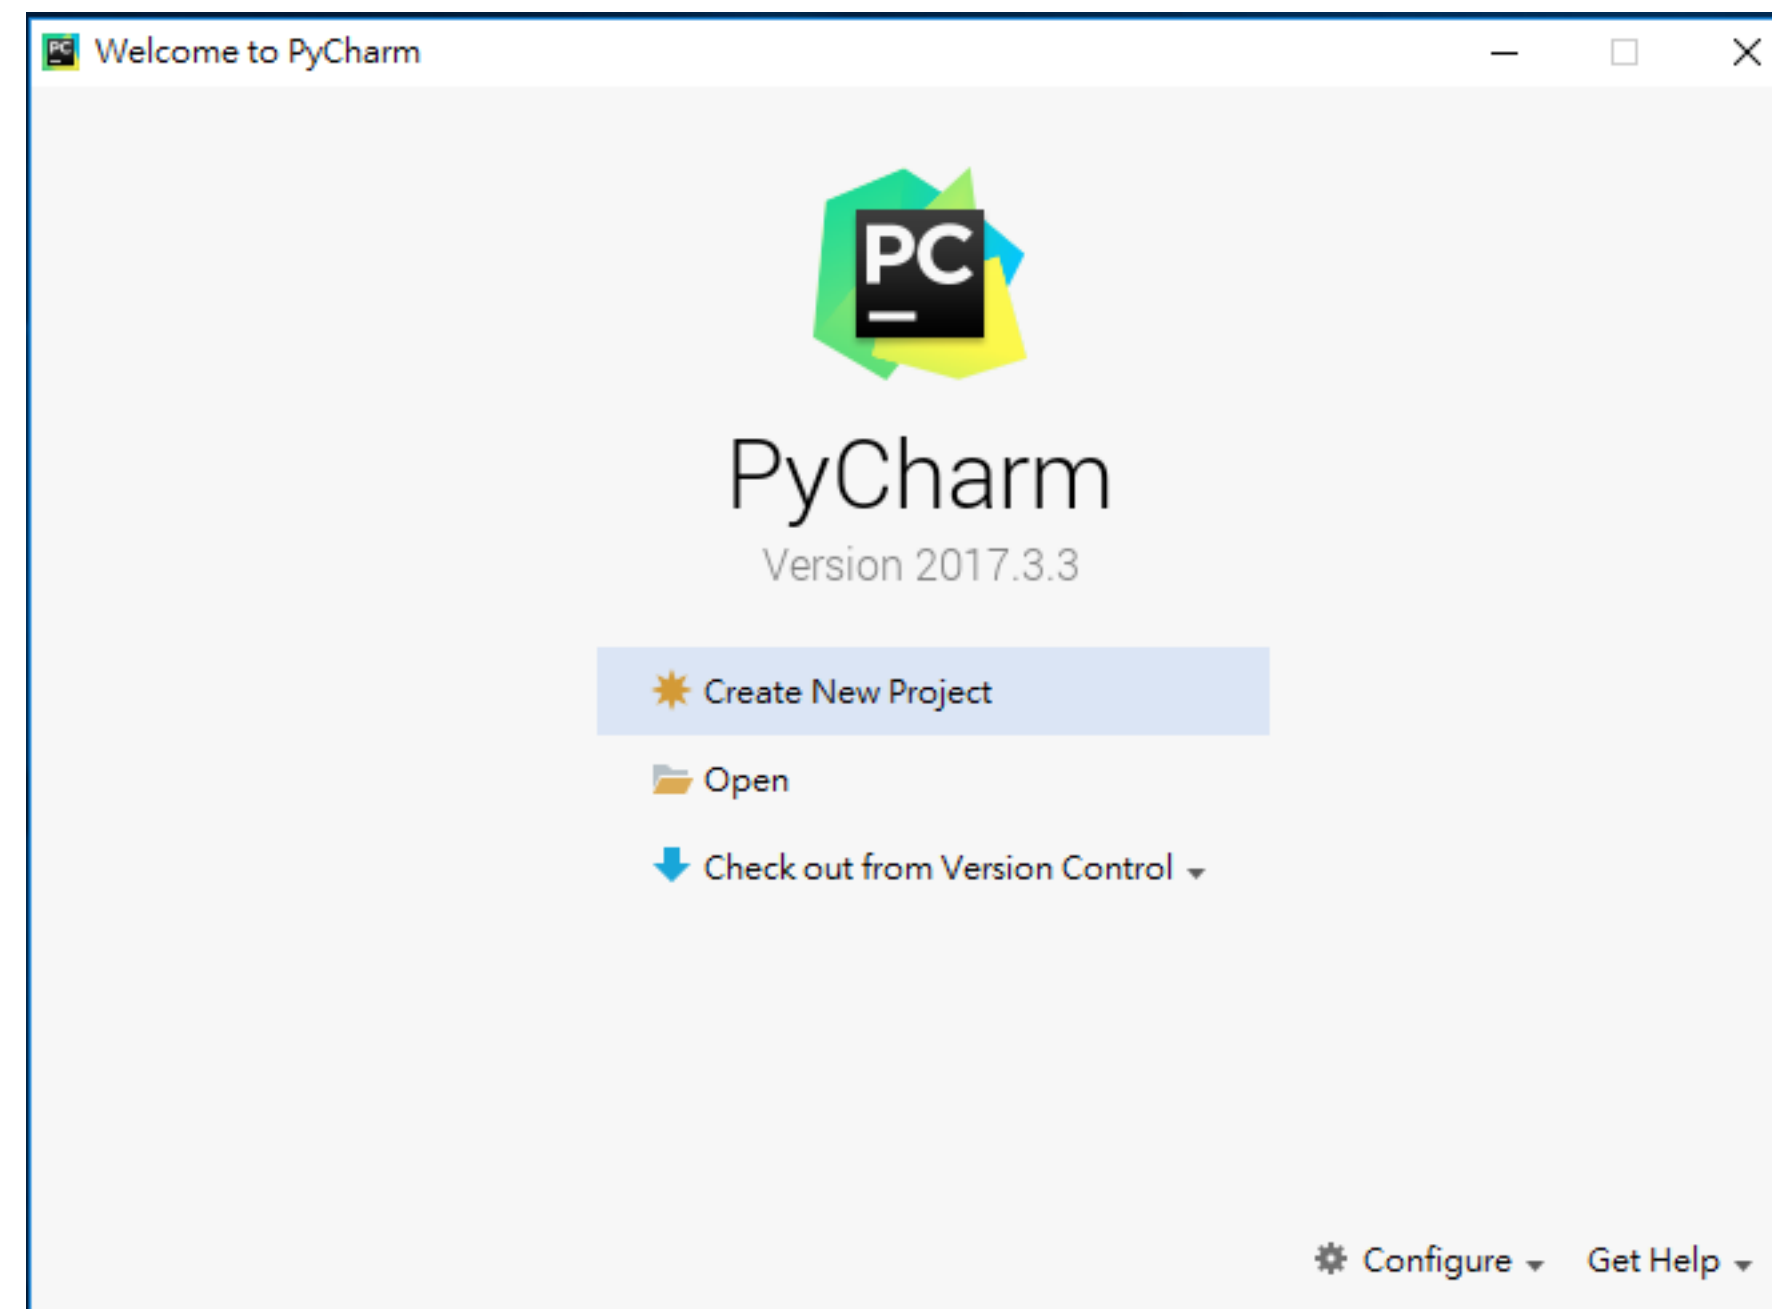 Welcome to PyCharm
PC
PyCharm
Version 2017.3.3
Create New Project
Open
Check out from Version Control
Configure Get Help